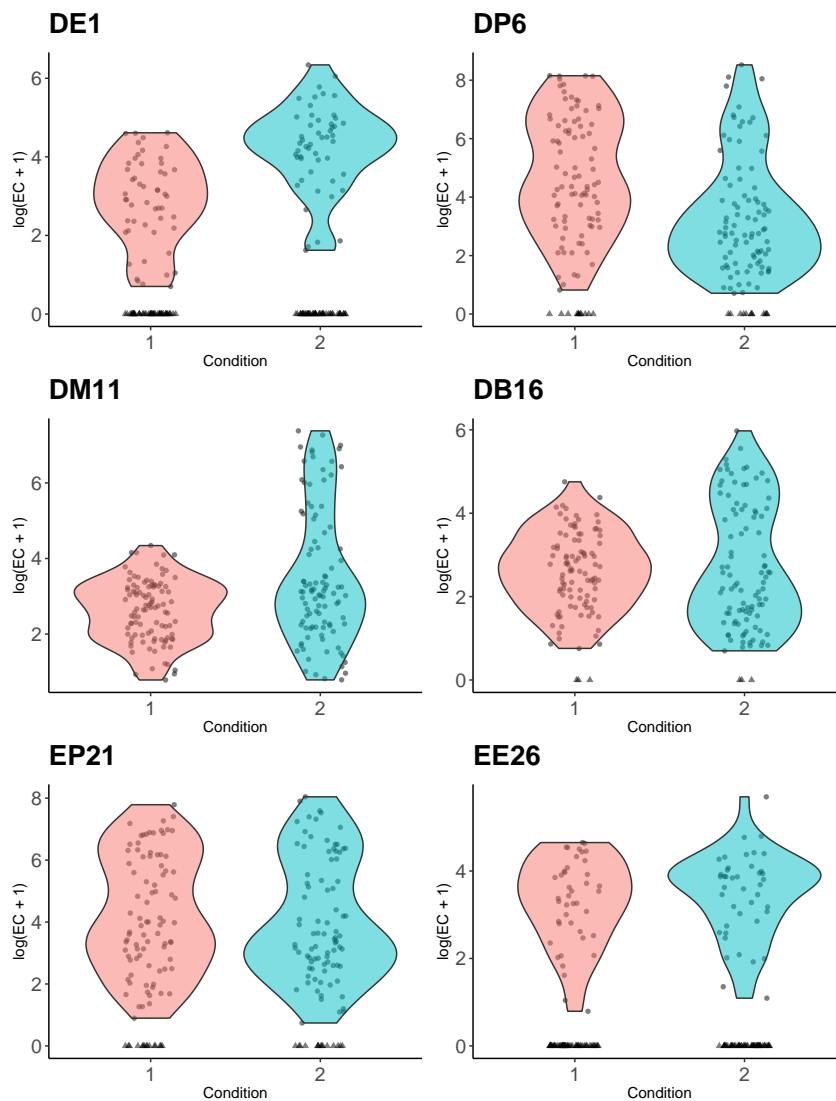 DE1
log(EC + 1)
6
4
2
0
1
2
Condition
DP6
log(EC + 1)
8
6
4
2
0
1
2
Condition
DM11
log(EC + 1)
6
4
2
1
2
Condition
DB16
log(EC + 1)
6
4
2
0
1
2
Condition
EP21
log(EC + 1)
8
6
4
2
0
1
2
Condition
EE26
log(EC + 1)
4
2
0
1
2
Condition